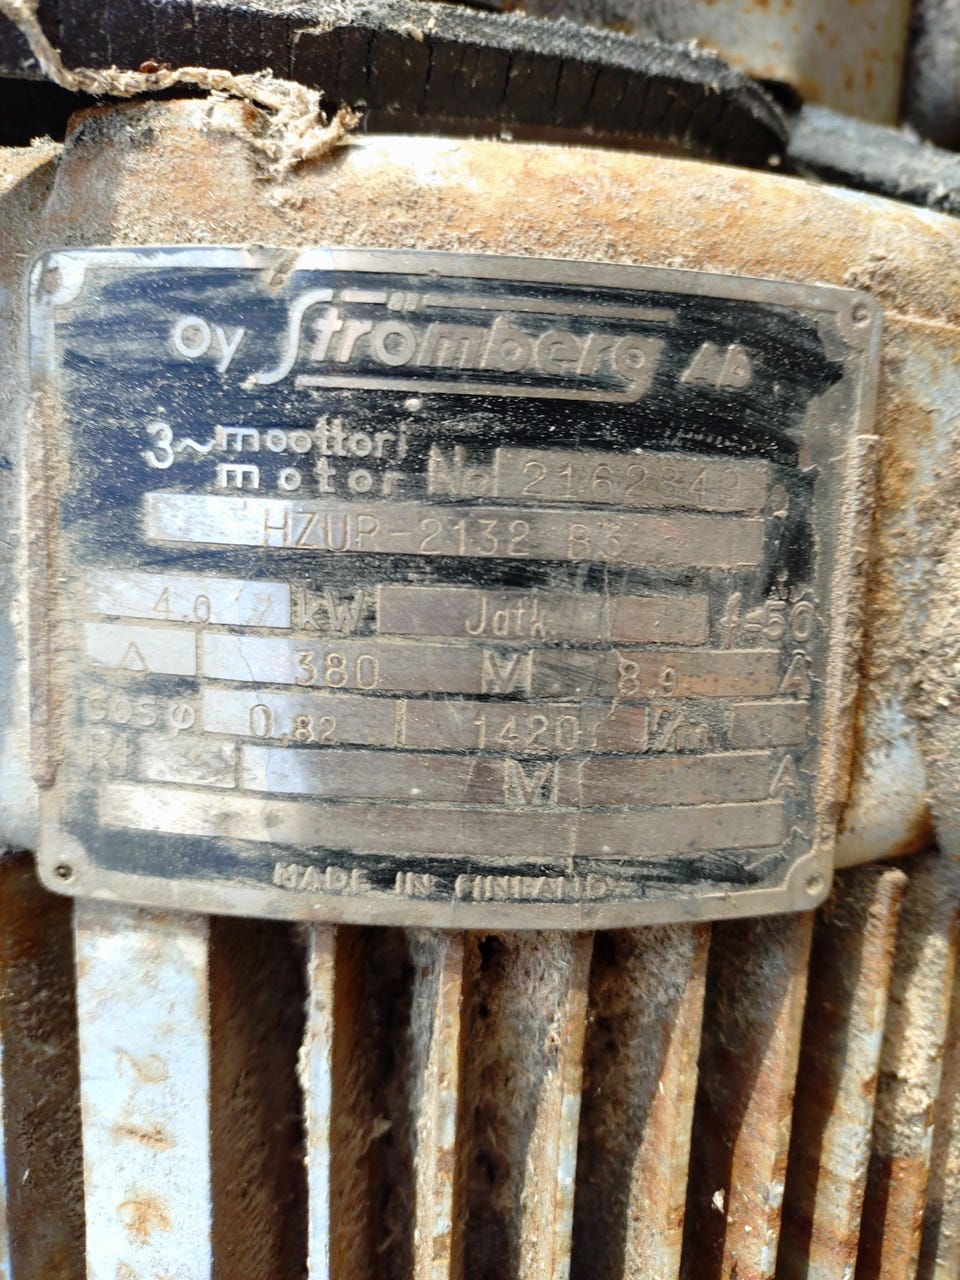 Oy Strömberg Ab
3~ moottori
motor No 2162849
HZUR-2132 B3
4.0 kW Jatk. f=50
Δ 380 V 8.9 A
cos φ 0.82 1420 1/m
V A
MADE IN FINLAND